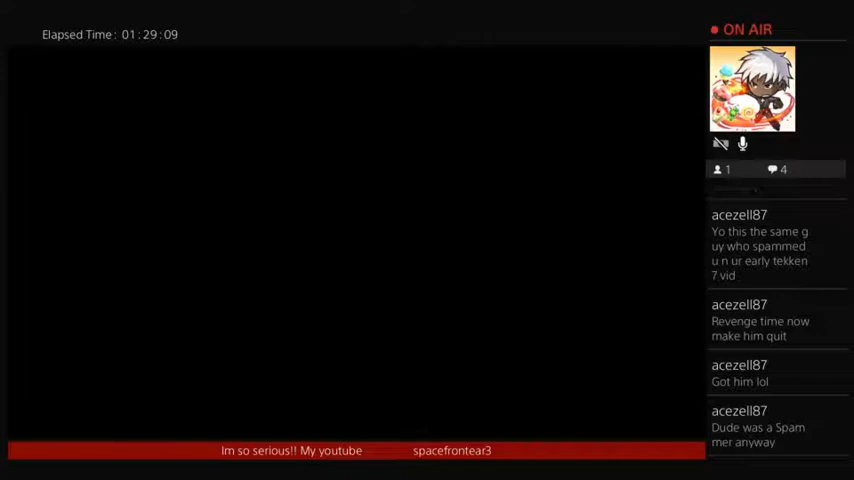 Elapsed Time: 01:29:09
ON AIR
1 4
acezell87
Yo this the same g
uy who spammed
u n ur early tekken
7 vid
acezell87
Revenge time now
make him quit
acezell87
Got him lol
acezell87
Dude was a Spam
mer anyway
Im so serious!! My youtube spacefrontear3